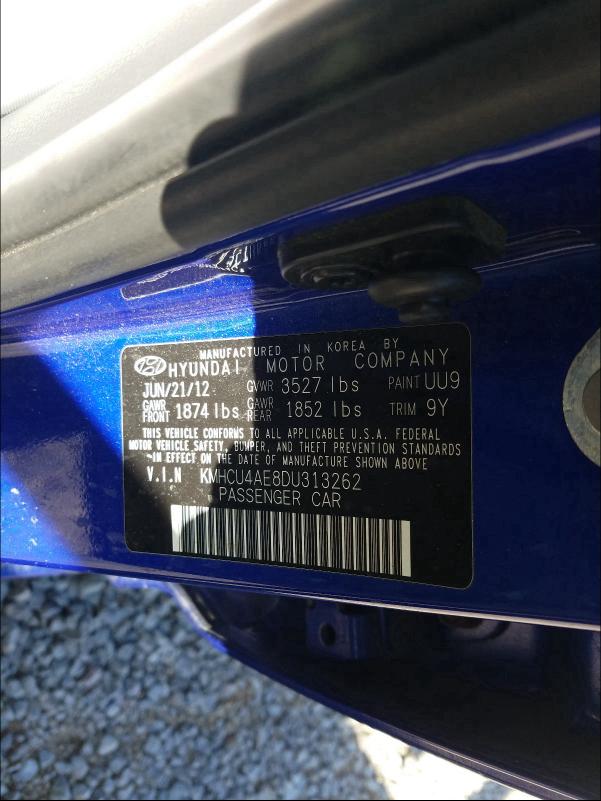 MANUFACTURED IN KOREA BY
HYUNDAI MOTOR COMPANY
JUN/21/12 GVWR 3527 lbs PAINT UU9
GAWR FRONT 1874 lbs GAWR REAR 1852 lbs TRIM 9Y
THIS VEHICLE CONFORMS TO ALL APPLICABLE U.S.A. FEDERAL
MOTOR VEHICLE SAFETY, BUMPER, AND THEFT PREVENTION STANDARDS
IN EFFECT ON THE DATE OF MANUFACTURE SHOWN ABOVE
V.I.N KMHCU4AE8DU313262
PASSENGER CAR